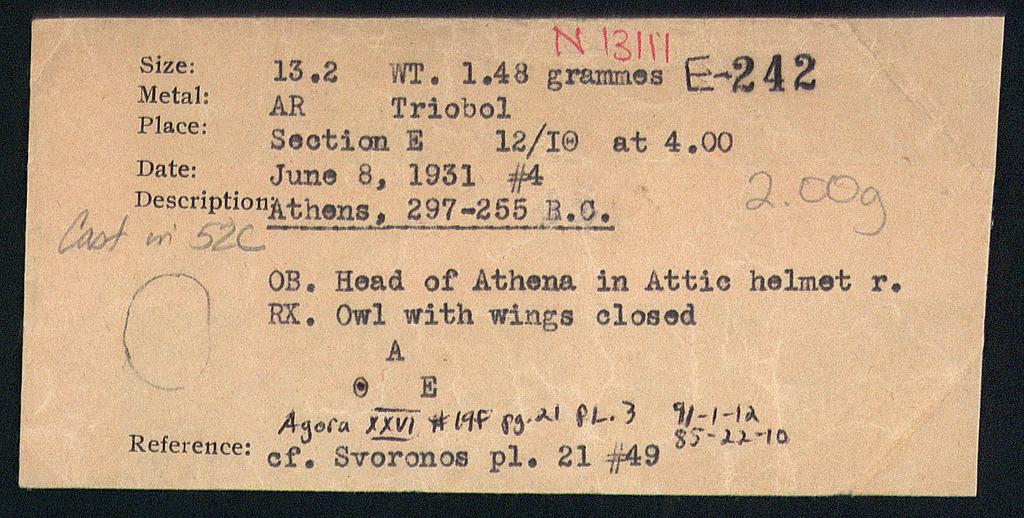 N 13111
Size: 13.2 WT. 1.48 grammes E-242
Metal: AR Triobol
Place: Section E 12/ΙΘ at 4.00
Date: June 8, 1931 #4
2.00g
Description: Athens, 297-255 B.C.
Cast in 52C
OB. Head of Athena in Attic helmet r.
RX. Owl with wings closed
A
Θ E
Agora XXVI #19f pg.21 PL.3 91-1-12
85-22-10
Reference: cf. Svoronos pl. 21 #49